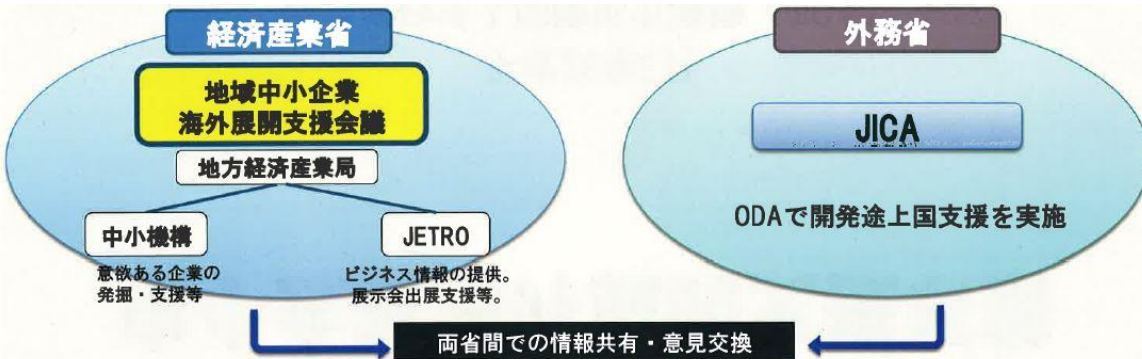 経済産業省
地域中小企業
海外展開支援会議
地方経済産業局
中小機構
意欲ある企業の
発掘・支援等
JETRO
ビジネス情報の提供。
展示会出展支援等。
外務省
JICA
ODAで開発途上国支援を実施
両省間での情報共有・意見交換